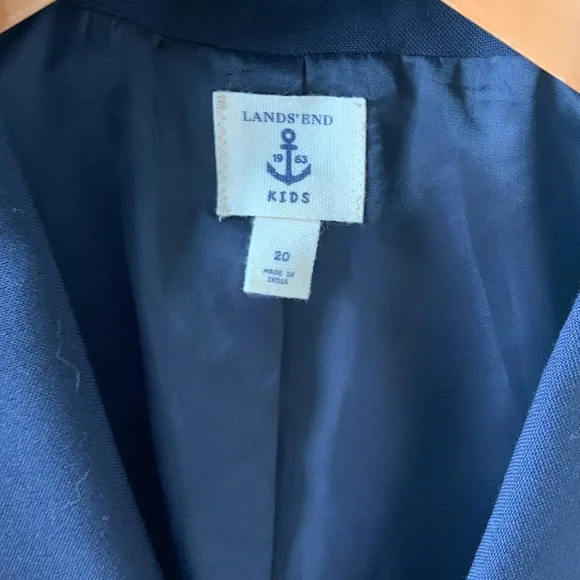 LANDS' END
19 63
KIDS
20
MADE IN
INDIA